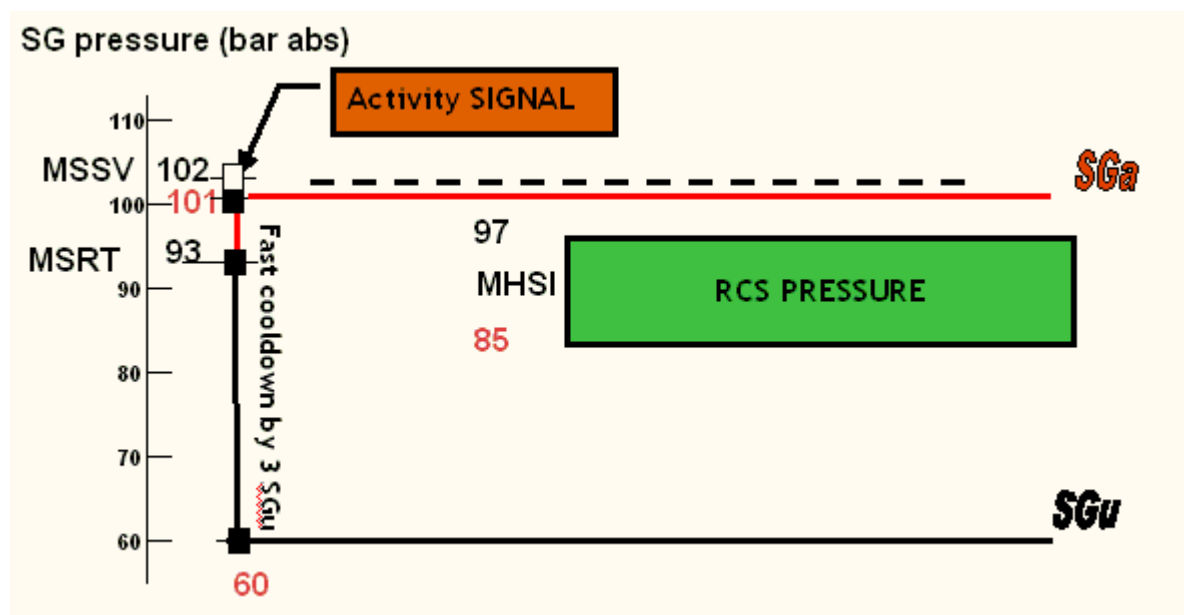 SG pressure (bar abs)
Activity SIGNAL
110
MSSV 102
SGa
100
101
MSRT 93
97
90
MHSI
RCS PRESSURE
85
80
70
Fast cooldown by 3 SGu
SGu
60
60